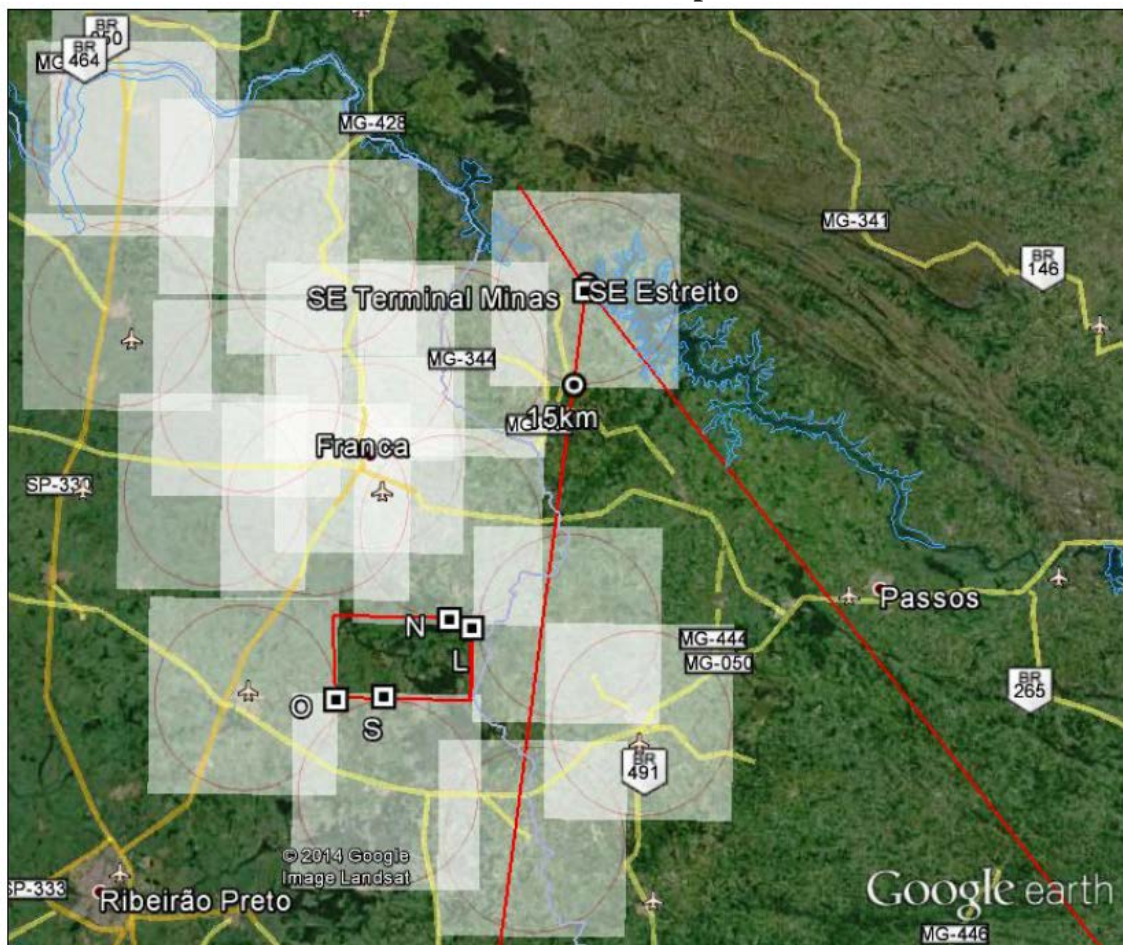 BR
050
BR
464
MG-428
MG-341
BR
146
SE Terminal Minas
SE Estreito
MG-344
15km
Franca
SP-330
N
L
O
S
Passos
MG-444
MG-050
BR
265
BR
491
© 2014 Google
Image Landsat
SP-333
Ribeirão Preto
Google earth
MG-446